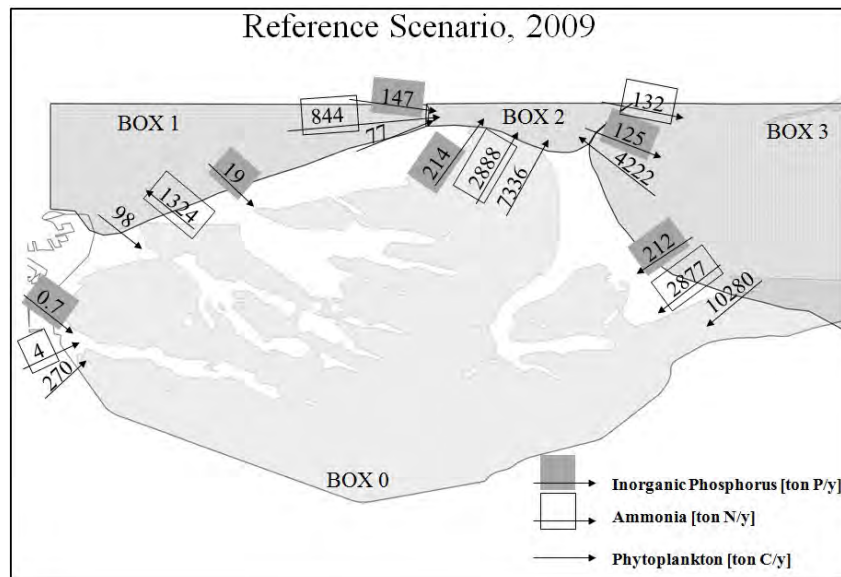 Reference Scenario, 2009
BOX 1
844
147
77
BOX 2
132
BOX 3
125
4222
19
1324
98
214
2888
7336
212
2877
10280
0.7
4
270
BOX 0
Inorganic Phosphorus [ton P/y]
Ammonia [ton N/y]
Phytoplankton [ton C/y]